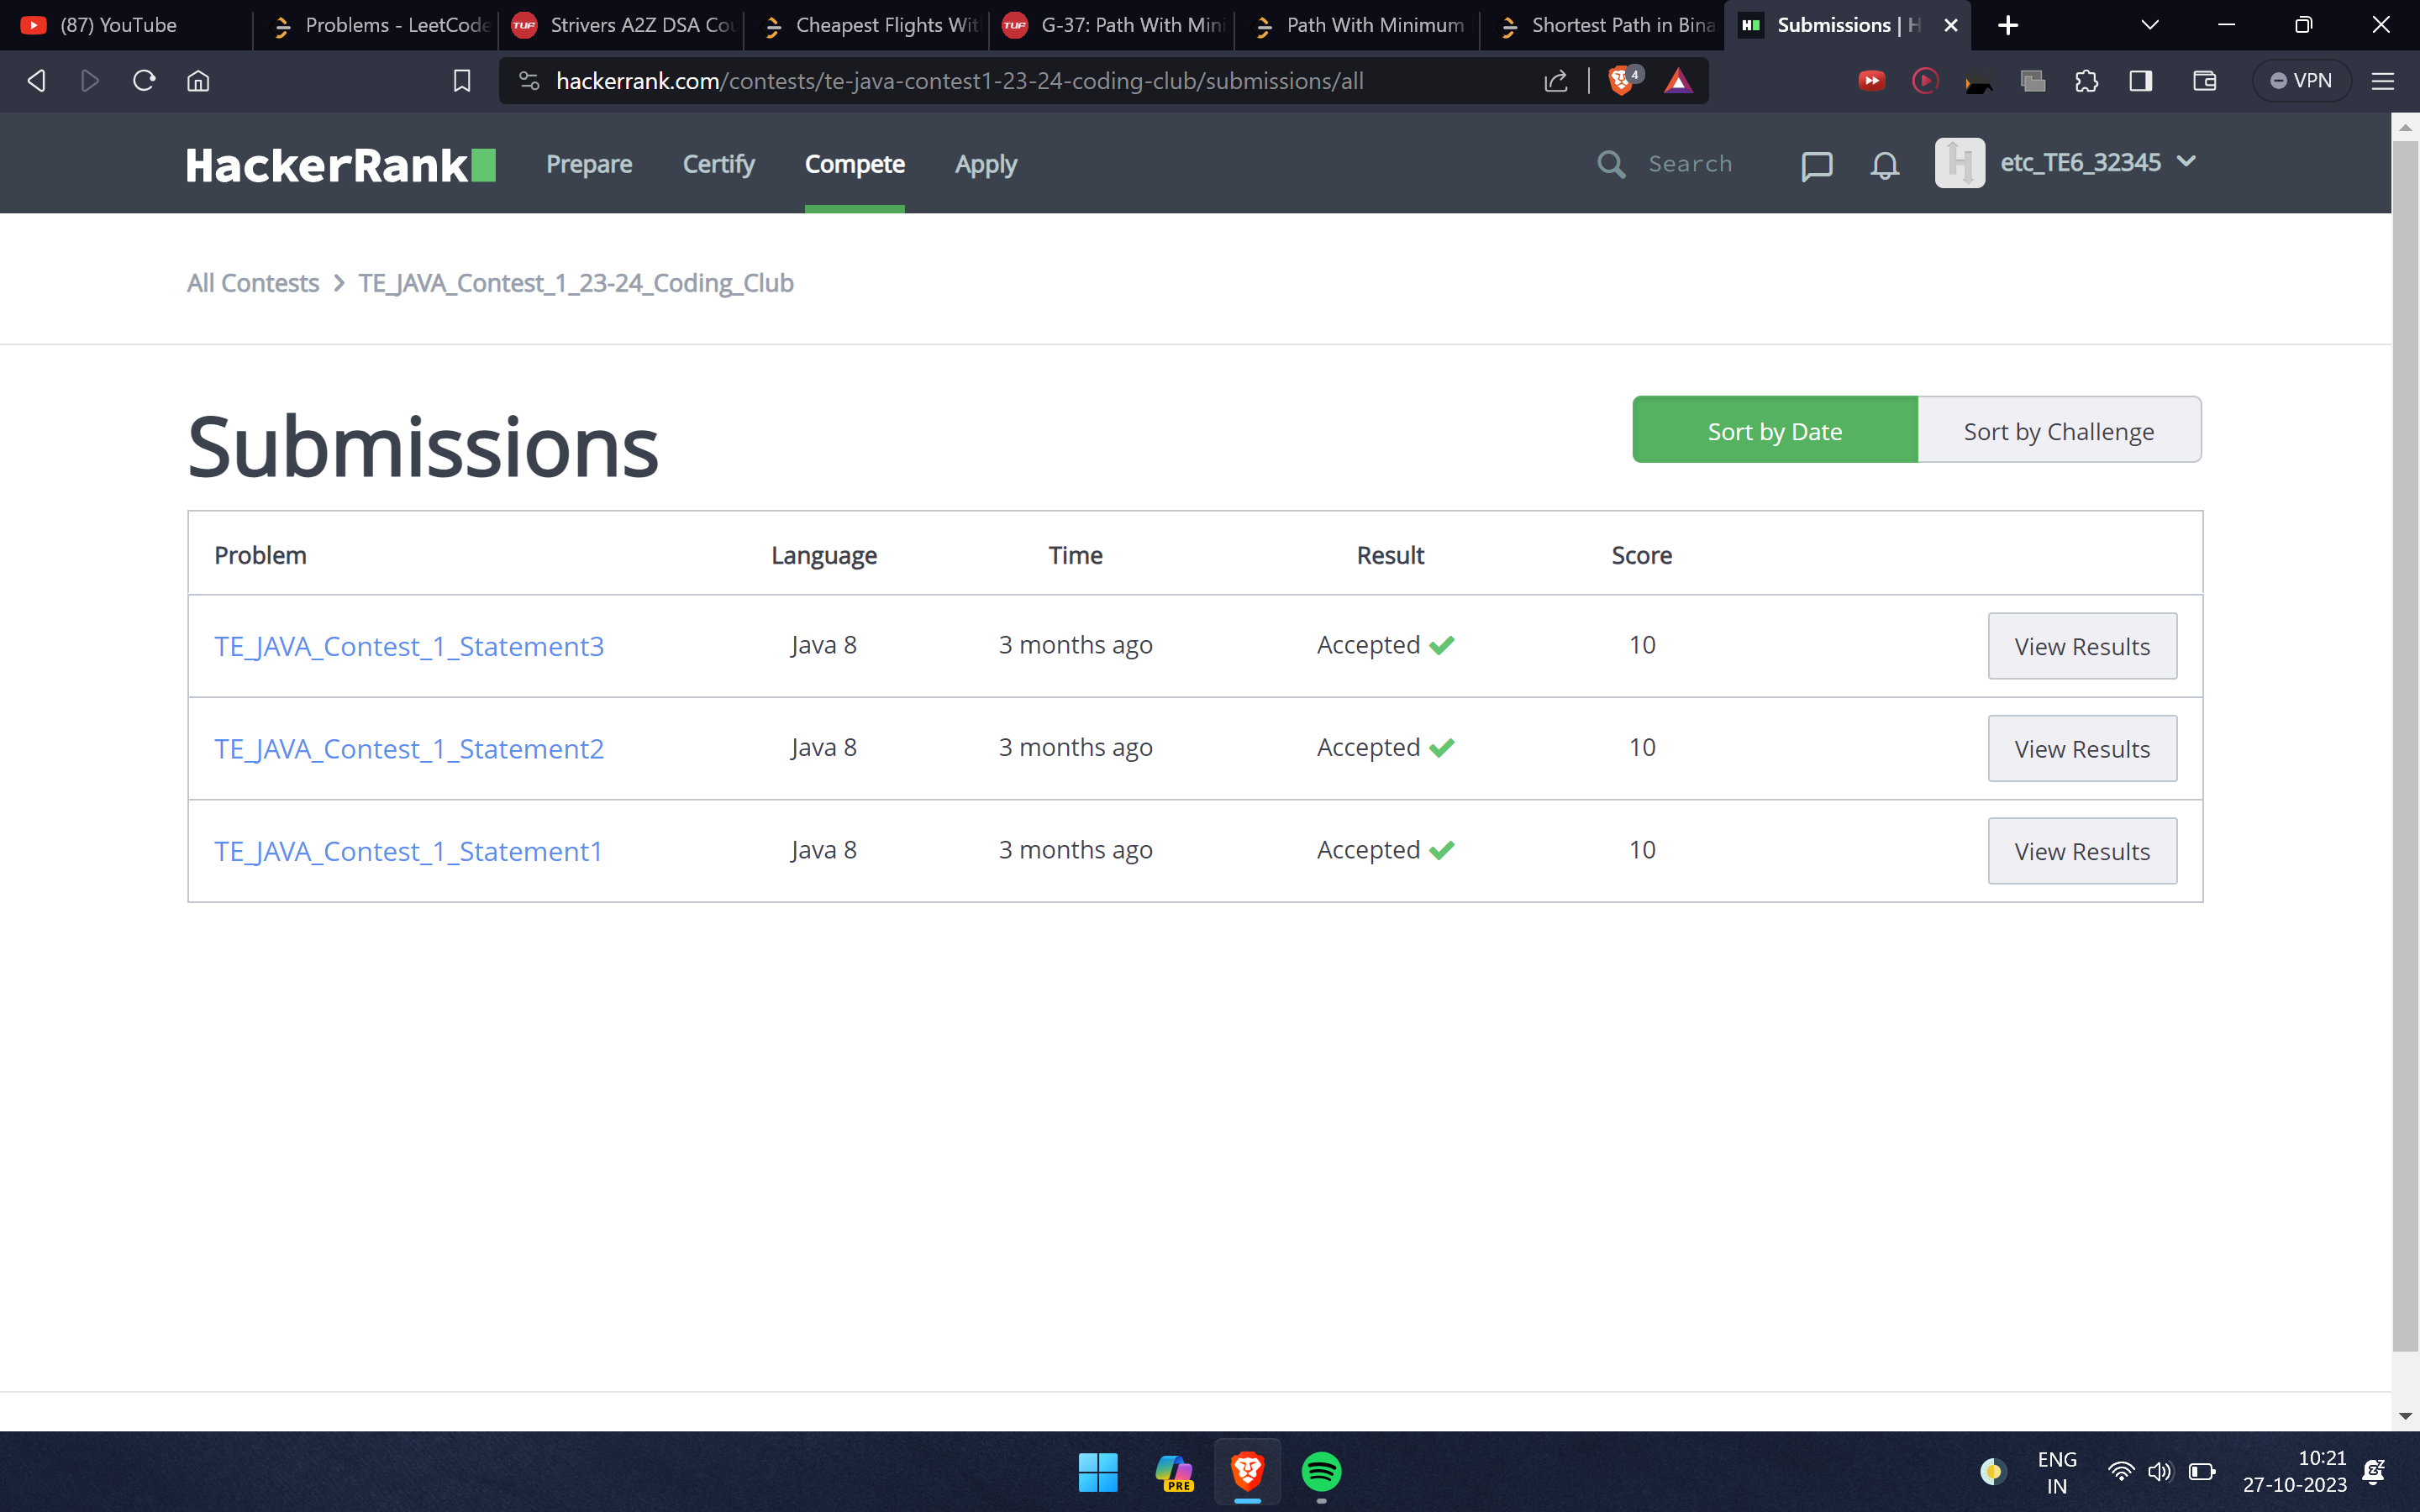 (87) YouTube
Problems - LeetCode
Strivers A2Z DSA Cou
Cheapest Flights Wit
G-37: Path With Mini
Path With Minimum
Shortest Path in Bina
Submissions | H
hackerrank.com/contests/te-java-contest1-23-24-coding-club/submissions/all
4
VPN
HackerRank
Prepare
Certify
Compete
Apply
Search
etc_TE6_32345
All Contests > TE_JAVA_Contest_1_23-24_Coding_Club
Submissions
Sort by Date
Sort by Challenge
Problem Language Time Result Score
TE_JAVA_Contest_1_Statement3 Java 8 3 months ago Accepted 10 View Results
TE_JAVA_Contest_1_Statement2 Java 8 3 months ago Accepted 10 View Results
TE_JAVA_Contest_1_Statement1 Java 8 3 months ago Accepted 10 View Results
PRE
ENG
IN
10:21
27-10-2023